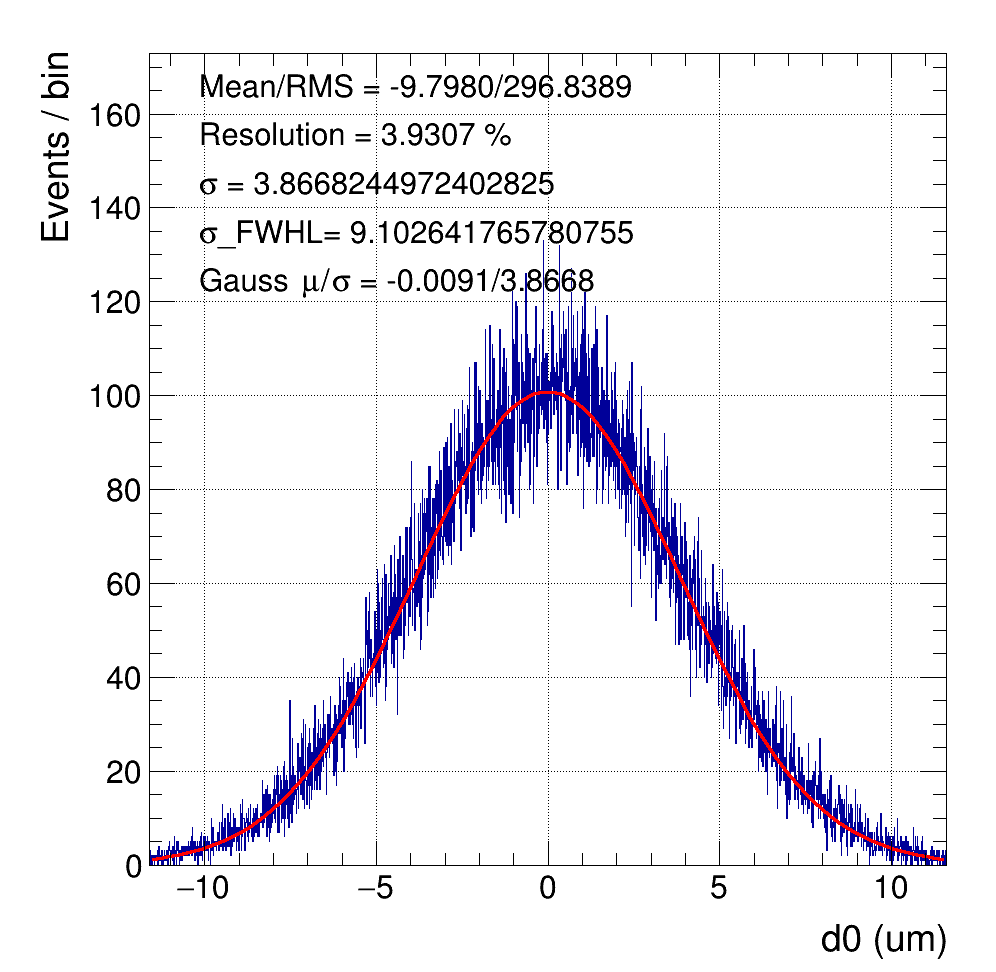 Events / bin
Mean/RMS = -9.7980/296.8389
Resolution = 3.9307 %
σ = 3.8668244972402825
σ_FWHL= 9.102641765780755
Gauss μ/σ = -0.0091/3.8668
160
140
120
100
80
60
40
20
0
−10 −5 0 5 10
d0 (um)